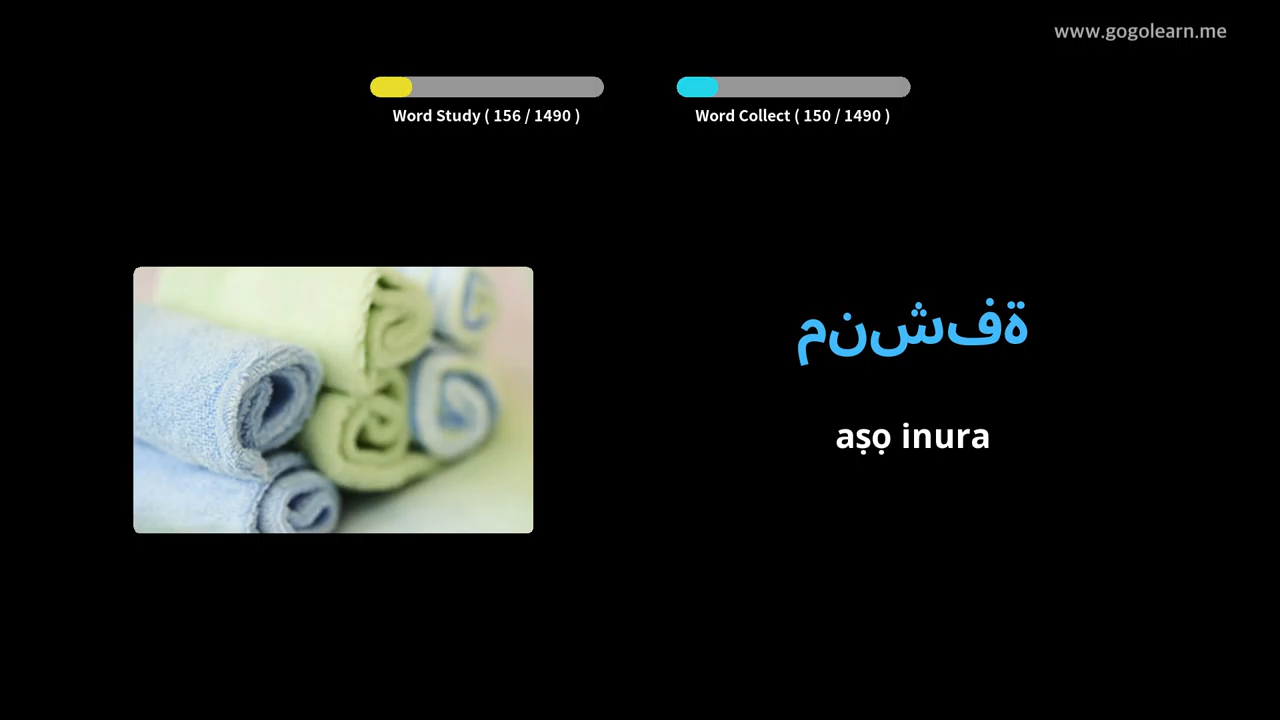 www.gogolearn.me
Word Study ( 156 / 1490 )
Word Collect ( 150 / 1490 )
منشفة
aṣọ inura